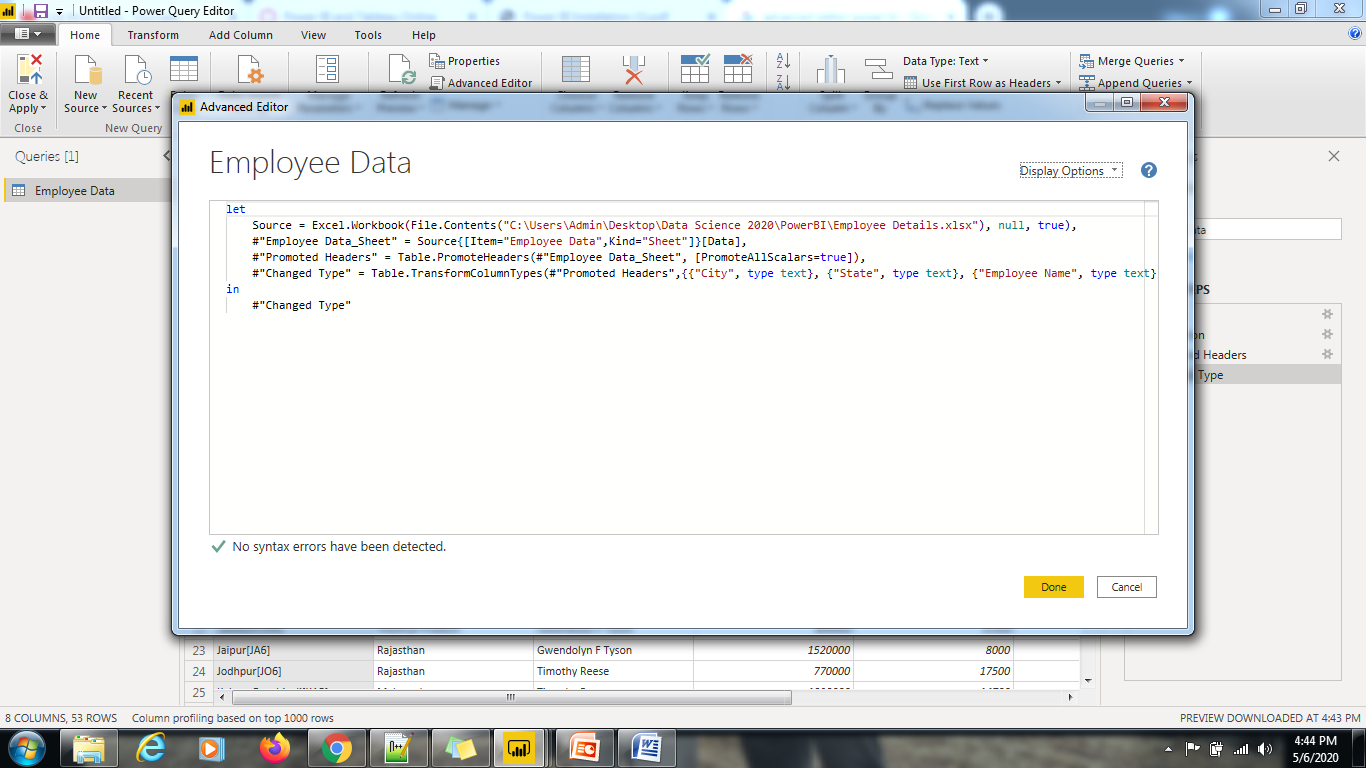 Untitled - Power Query Editor
Home Transform Add Column View Tools Help
Close & Apply
New Source
Recent Sources
Properties
Advanced Editor
Data Type: Text
Use First Row as Headers
Merge Queries
Append Queries
Close
New Query
Advanced Editor
Queries [1]
Employee Data
Employee Data
Display Options
let
Source = Excel.Workbook(File.Contents("C:\Users\Admin\Desktop\Data Science 2020\PowerBI\Employee Details.xlsx"), null, true),
#"Employee Data_Sheet" = Source{[Item="Employee Data",Kind="Sheet"]}[Data],
#"Promoted Headers" = Table.PromoteHeaders(#"Employee Data_Sheet", [PromoteAllScalars=true]),
#"Changed Type" = Table.TransformColumnTypes(#"Promoted Headers",{{"City", type text}, {"State", type text}, {"Employee Name", type text}
in
#"Changed Type"
Headers
Type
No syntax errors have been detected.
Done Cancel
23 Jaipur[JA6] Rajasthan Gwendolyn F Tyson 1520000 8000
24 Jodhpur[JO6] Rajasthan Timothy Reese 770000 17500
25
8 COLUMNS, 53 ROWS Column profiling based on top 1000 rows PREVIEW DOWNLOADED AT 4:43 PM
4:44 PM
5/6/2020